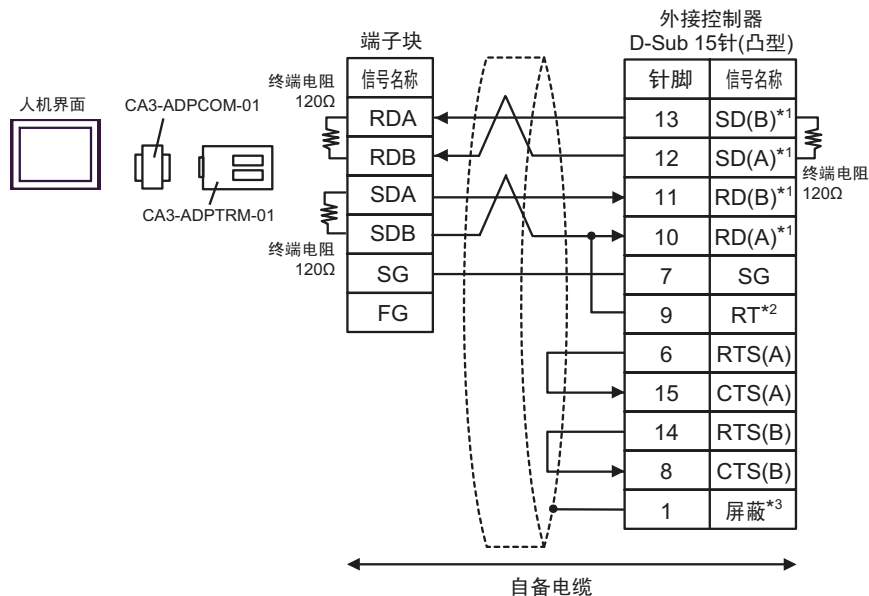 外接控制器
D-Sub 15针(凸型)
端子块
人机界面
CA3-ADPCOM-01
CA3-ADPTRM-01
终端电阻
120Ω
终端电阻
120Ω
信号名称
RDA
RDB
SDA
SDB
SG
FG
针脚 信号名称
13 SD(B)*1
12 SD(A)*1
11 RD(B)*1
10 RD(A)*1
7 SG
9 RT*2
6 RTS(A)
15 CTS(A)
14 RTS(B)
8 CTS(B)
1 屏蔽*3
终端电阻
120Ω
自备电缆